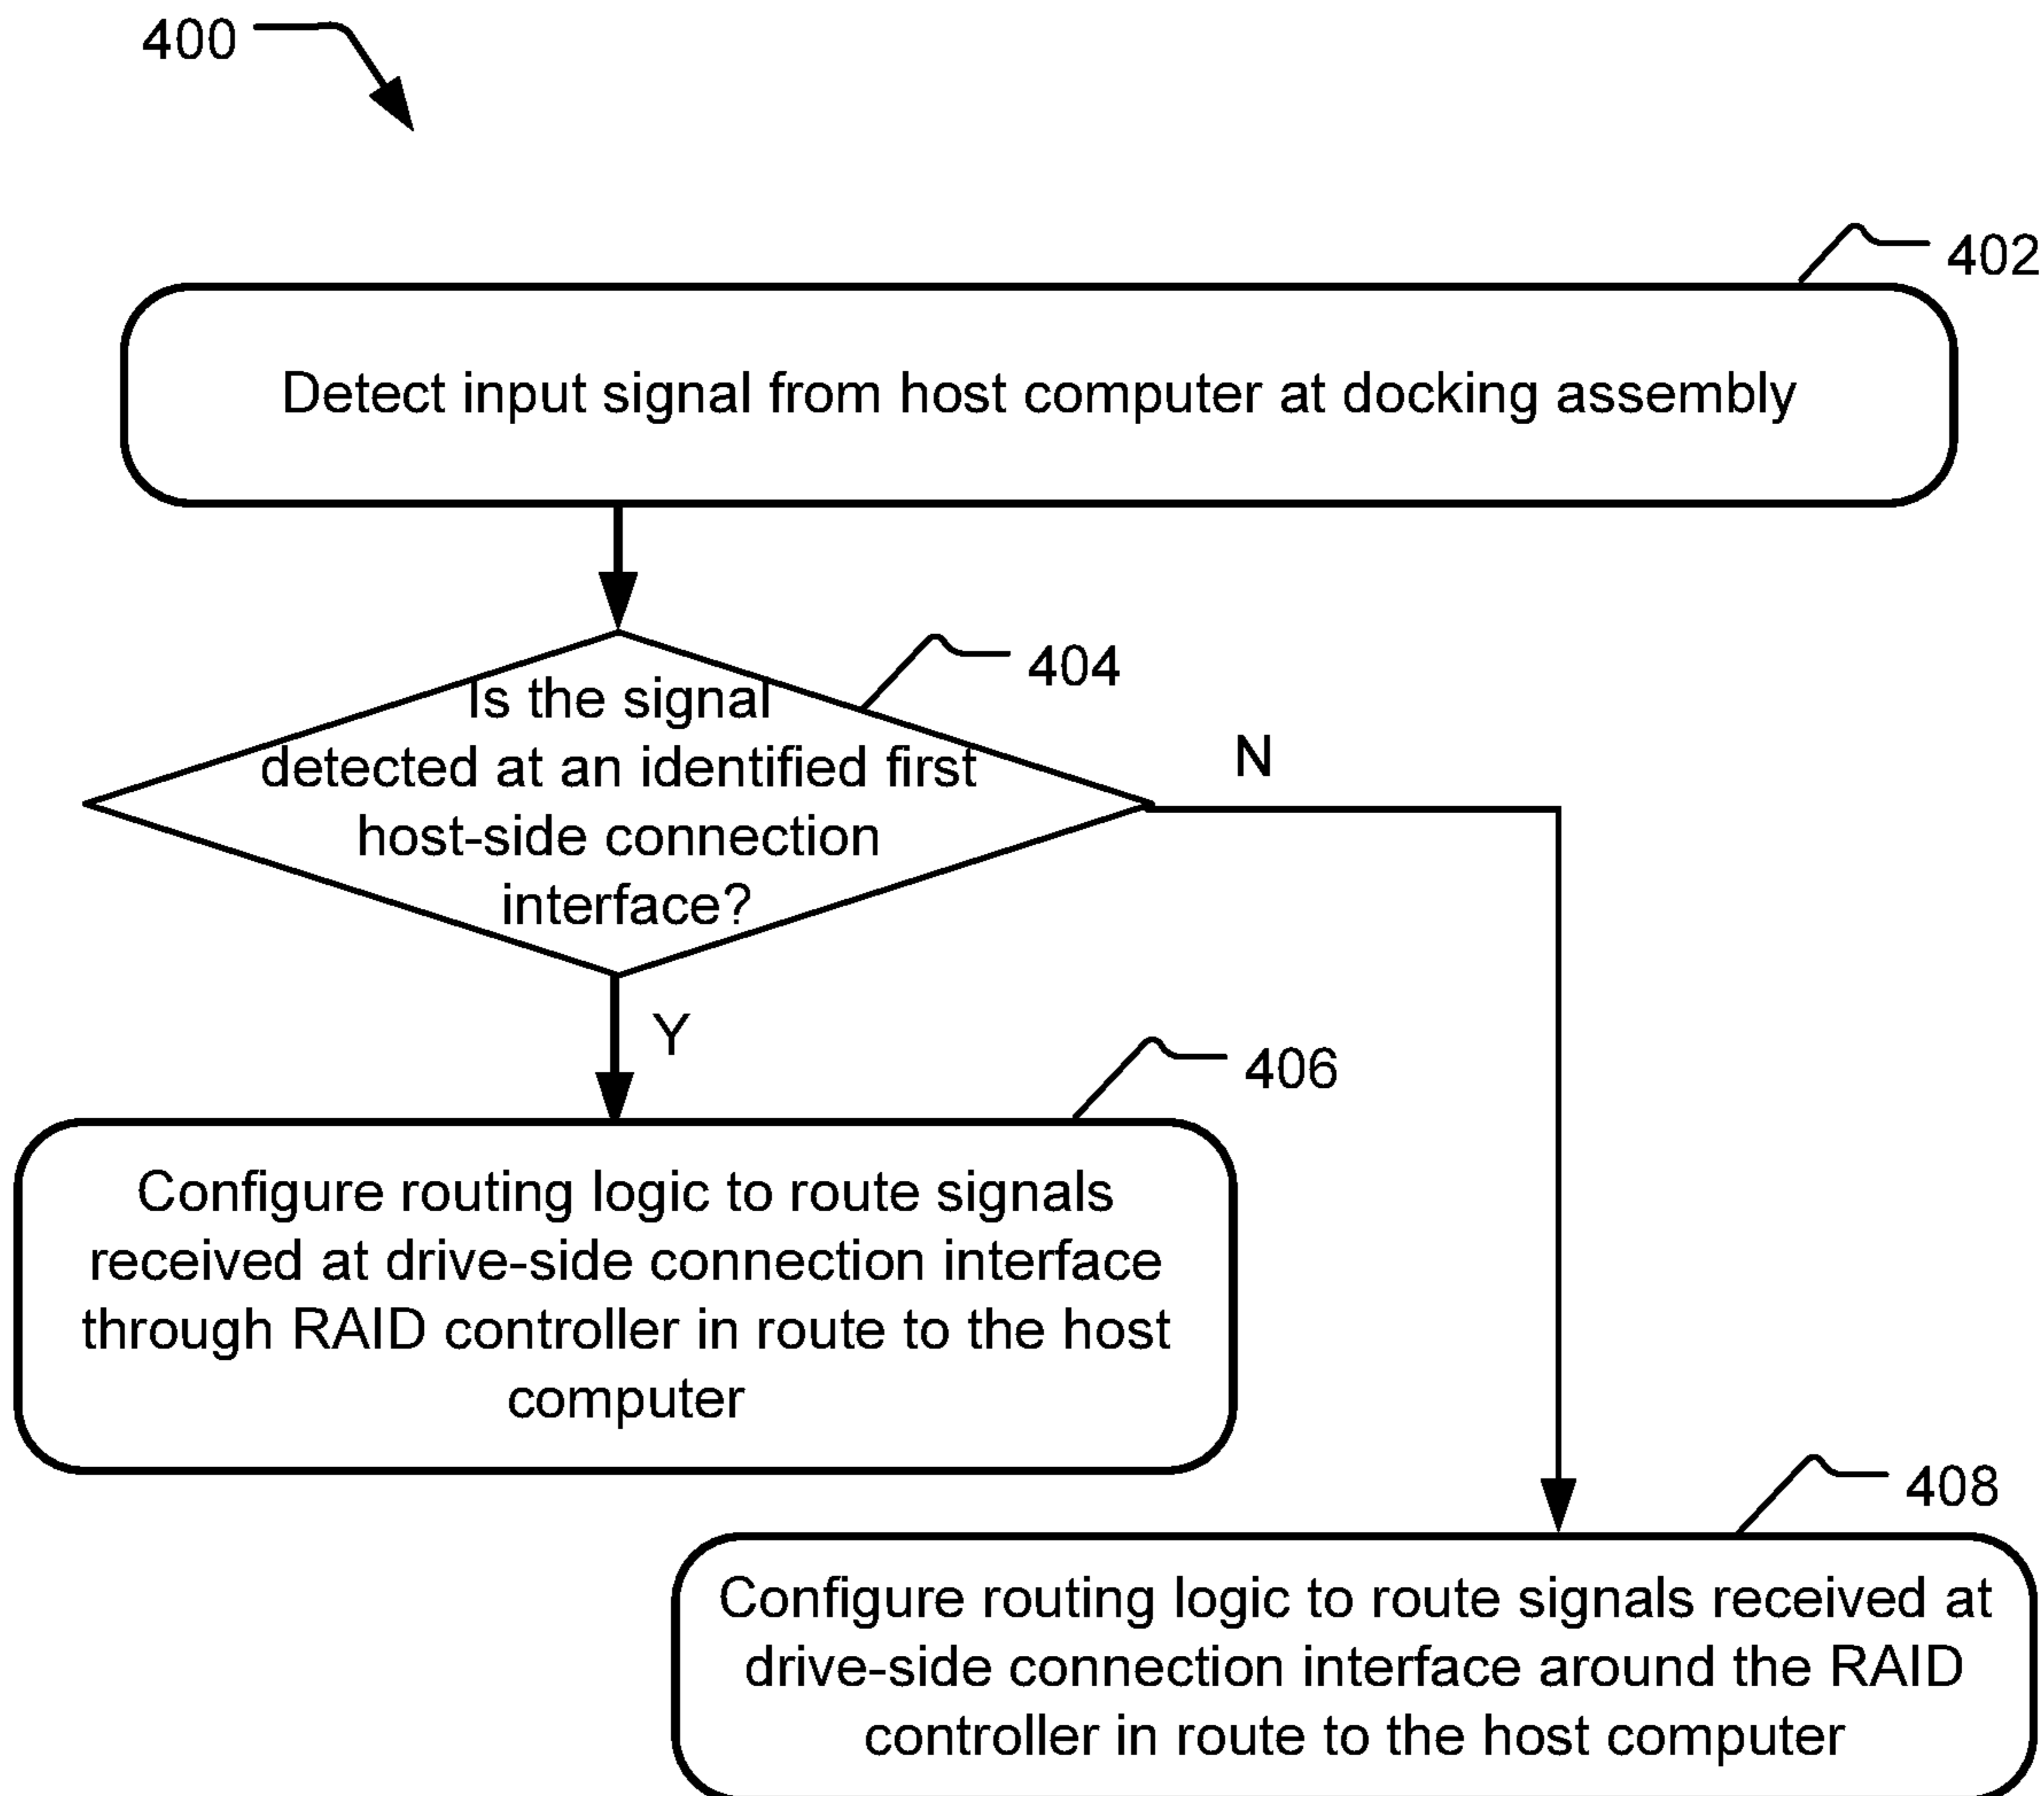 400
402
Detect input signal from host computer at docking assembly
404
Is the signal
detected at an identified first
host-side connection
interface?
N
Y
406
Configure routing logic to route signals
received at drive-side connection interface
through RAID controller in route to the host
computer
408
Configure routing logic to route signals received at
drive-side connection interface around the RAID
controller in route to the host computer